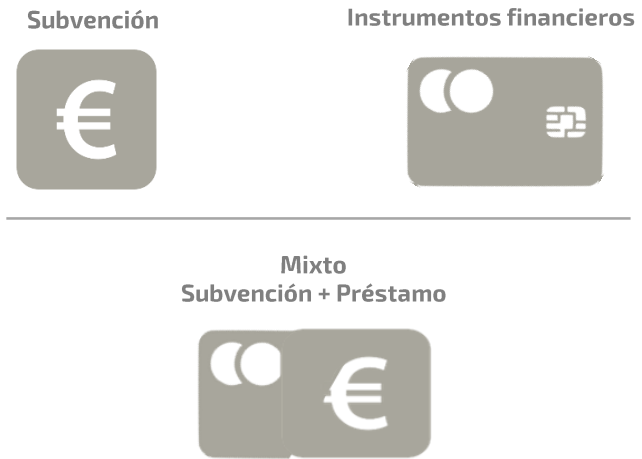 Subvención
Instrumentos financieros
€
Mixto
Subvención + Préstamo
€